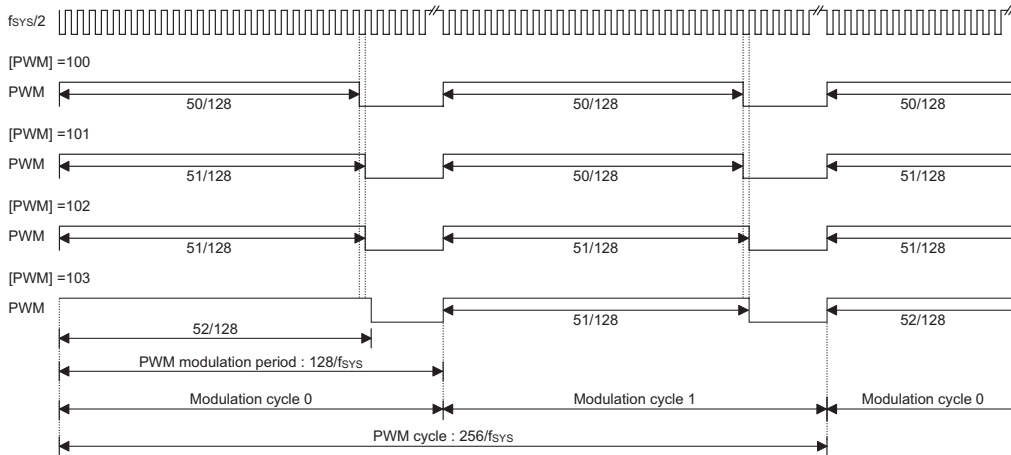 fSYS/2
[PWM] =100
PWM
50/128 50/128 50/128
[PWM] =101
PWM
51/128 50/128 51/128
[PWM] =102
PWM
51/128 51/128 51/128
[PWM] =103
PWM
52/128 51/128 52/128
PWM modulation period : 128/fSYS
Modulation cycle 0 Modulation cycle 1 Modulation cycle 0
PWM cycle : 256/fSYS